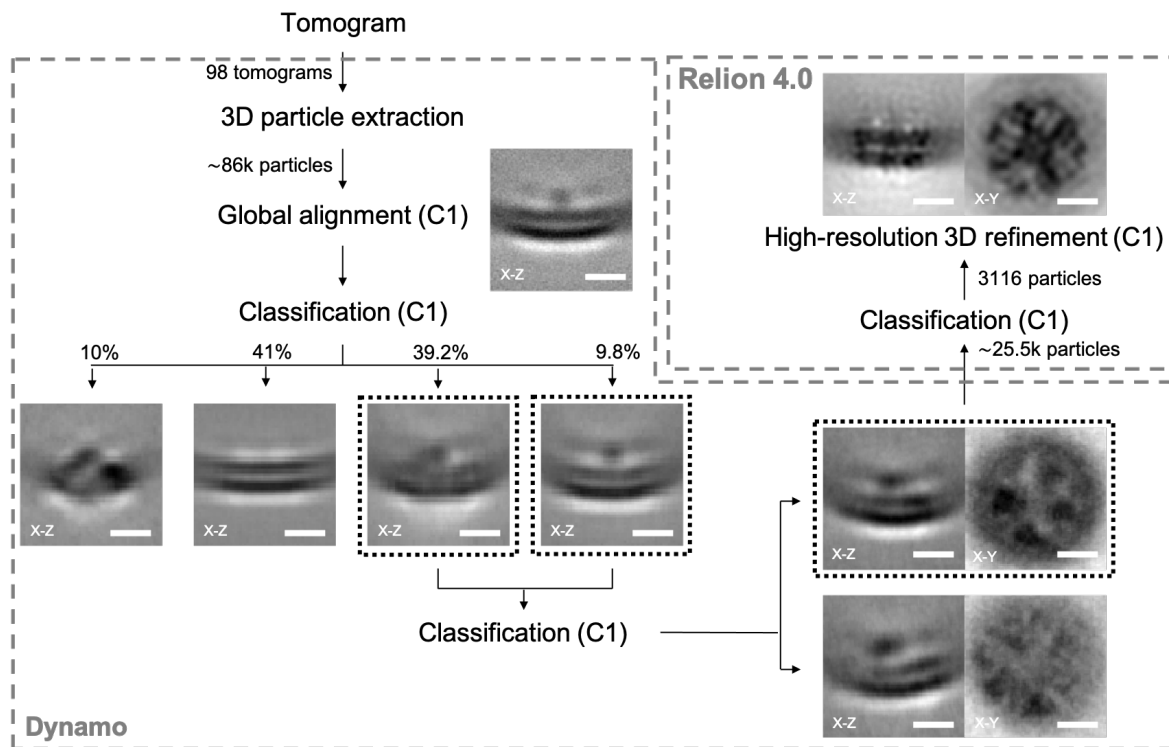 Tomogram
98 tomograms
3D particle extraction
~86k particles
Global alignment (C1)
X-Z
Classification (C1)
10%
41%
39.2%
9.8%
X-Z
X-Z
X-Z
X-Z
Classification (C1)
Dynamo
Relion 4.0
X-Z
X-Y
High-resolution 3D refinement (C1)
3116 particles
Classification (C1)
~25.5k particles
X-Z
X-Y
X-Z
X-Y